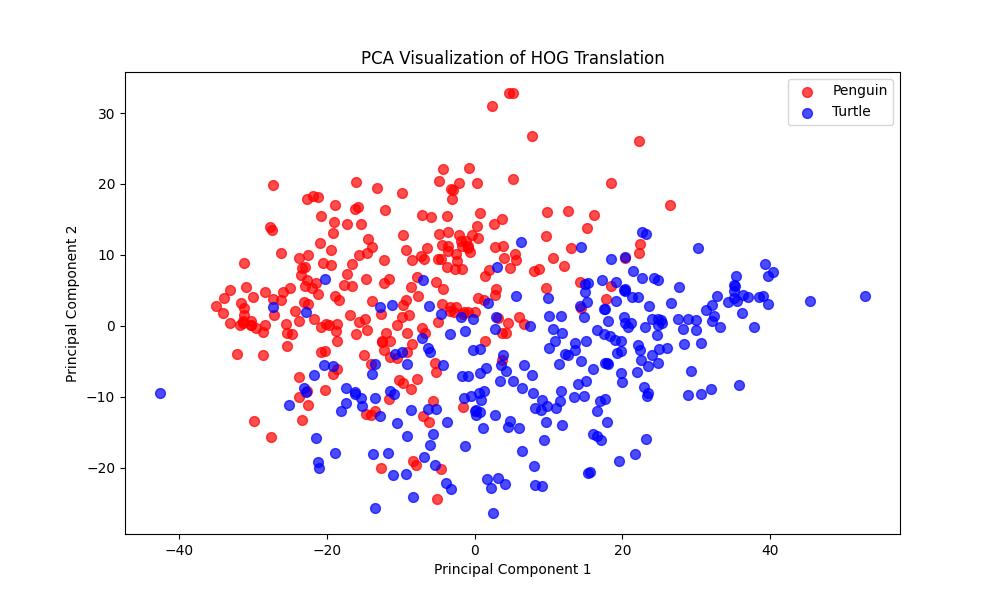 PCA Visualization of HOG Translation
Penguin
Turtle
30
20
10
0
−10
−20
Principal Component 2
−40
−20
0
20
40
Principal Component 1